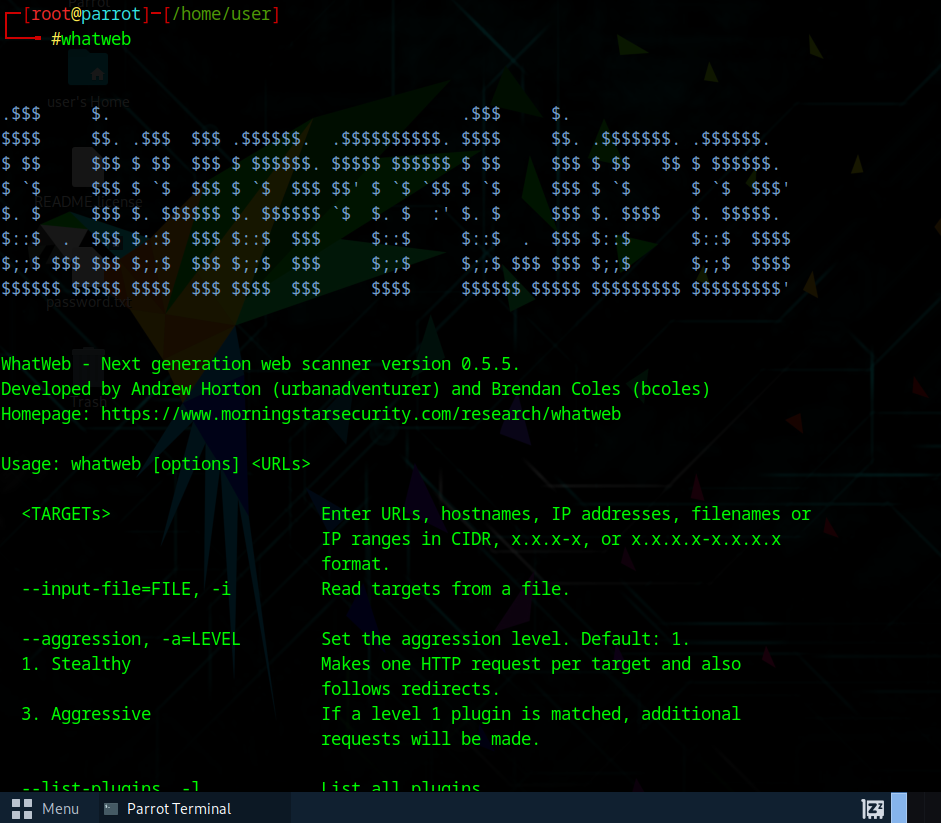 ┌─[root@parrot]─[/home/user]
└──╼ #whatweb
user's Home
.$$$     $.                                   .$$$     $.
$$$$     $$. .$$$  $$$ .$$$$$$.  .$$$$$$$$$$. $$$$     $$. .$$$$$$$. .$$$$$$.
$ $$     $$$ $ $$  $$$ $ $$$$$$. $$$$$ $$$$$$ $ $$     $$$ $ $$   $$ $ $$$$$$.
$ `$     $$$ $ `$  $$$ $ `$  $$$ $$' $ `$ `$$ $ `$     $$$ $ `$      $ `$  $$$'
README.license
$. $     $$$ $. $$$$$$ $. $$$$$$ `$  $. $  :' $. $     $$$ $. $$$$   $. $$$$$.
$::$  .  $$$ $::$  $$$ $::$  $$$     $::$     $::$  .  $$$ $::$      $::$  $$$$
$;;$ $$$ $$$ $;;$  $$$ $;;$  $$$     $;;$     $;;$ $$$ $$$ $;;$      $;;$  $$$$
$$$$$$ $$$$$ $$$$  $$$ $$$$  $$$     $$$$     $$$$$$ $$$$$ $$$$$$$$$ $$$$$$$$$'
password.txt
WhatWeb - Next generation web scanner version 0.5.5.
Developed by Andrew Horton (urbanadventurer) and Brendan Coles (bcoles)
Trash
Homepage: https://www.morningstarsecurity.com/research/whatweb
Usage: whatweb [options] <URLs>
<TARGETs> Enter URLs, hostnames, IP addresses, filenames or
IP ranges in CIDR, x.x.x-x, or x.x.x.x-x.x.x.x
format.
--input-file=FILE, -i Read targets from a file.
--aggression, -a=LEVEL Set the aggression level. Default: 1.
1. Stealthy Makes one HTTP request per target and also
follows redirects.
3. Aggressive If a level 1 plugin is matched, additional
requests will be made.
--list-plugins, -l List all plugins
Menu Parrot Terminal